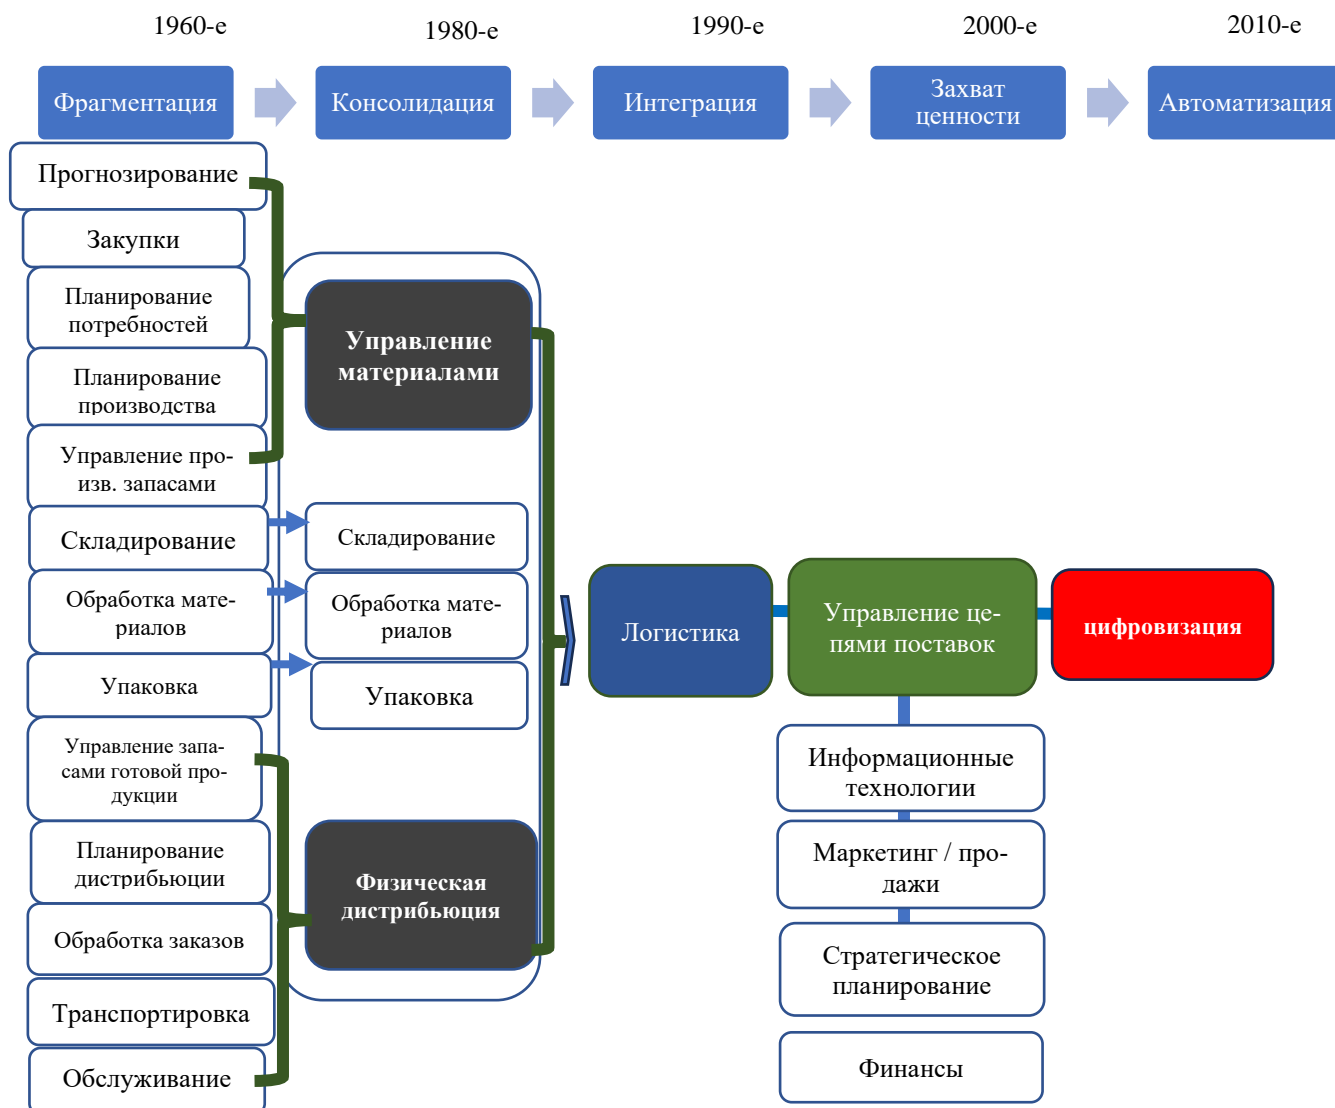 1960-е
1980-е
1990-е
2000-е
2010-е
Фрагментация
Консолидация
Интеграция
Захват
ценности
Автоматизация
Прогнозирование
Закупки
Планирование
потребностей
Планирование
производства
Управление про-
изв. запасами
Складирование
Обработка мате-
риалов
Упаковка
Управление запа-
сами готовой про-
дукции
Планирование
дистрибьюции
Обработка заказов
Транспортировка
Обслуживание
Управление
материалами
Складирование
Обработка мате-
риалов
Упаковка
Физическая
дистрибьюция
Логистика
Управление це-
пями поставок
Информационные
технологии
Маркетинг / про-
дажи
Стратегическое
планирование
Финансы
цифровизация